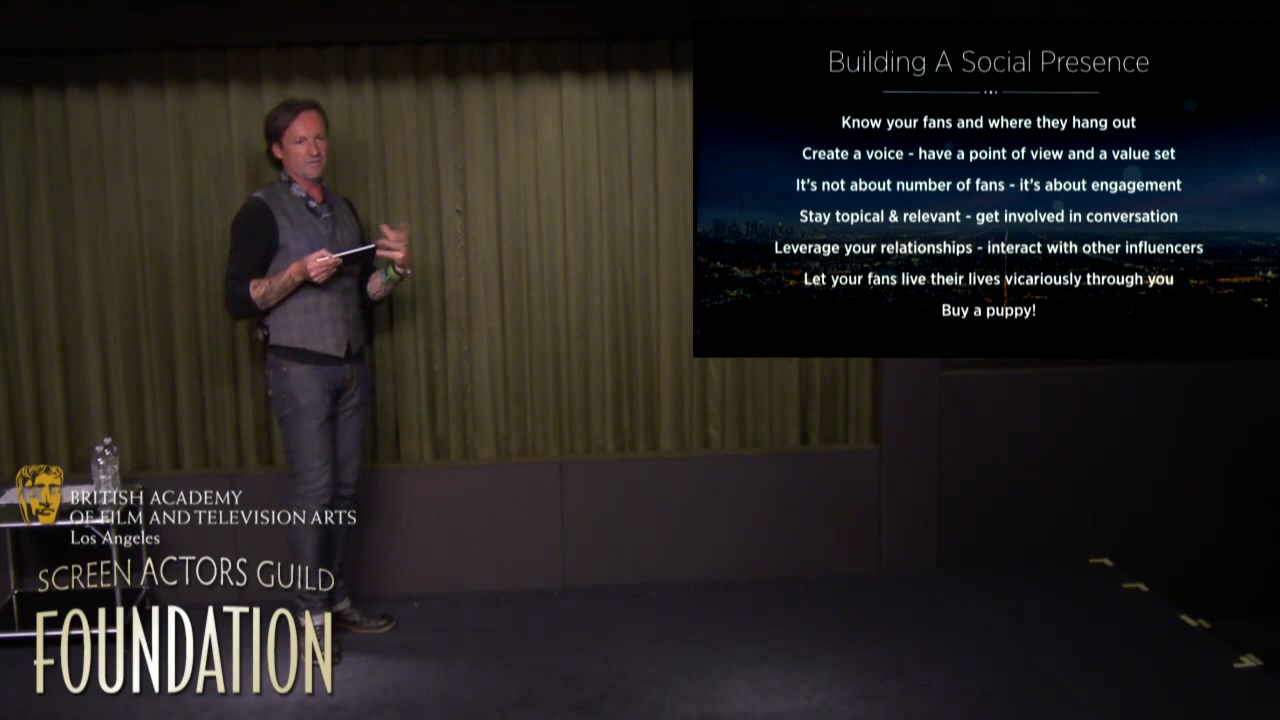 Building A Social Presence
Know your fans and where they hang out
Create a voice - have a point of view and a value set
It's not about number of fans - it's about engagement
Stay topical & relevant - get involved in conversation
Leverage your relationships - interact with other influencers
Let your fans live their lives vicariously through you
Buy a puppy!
BRITISH ACADEMY
OF FILM AND TELEVISION ARTS
Los Angeles
SCREEN ACTORS GUILD
FOUNDATION